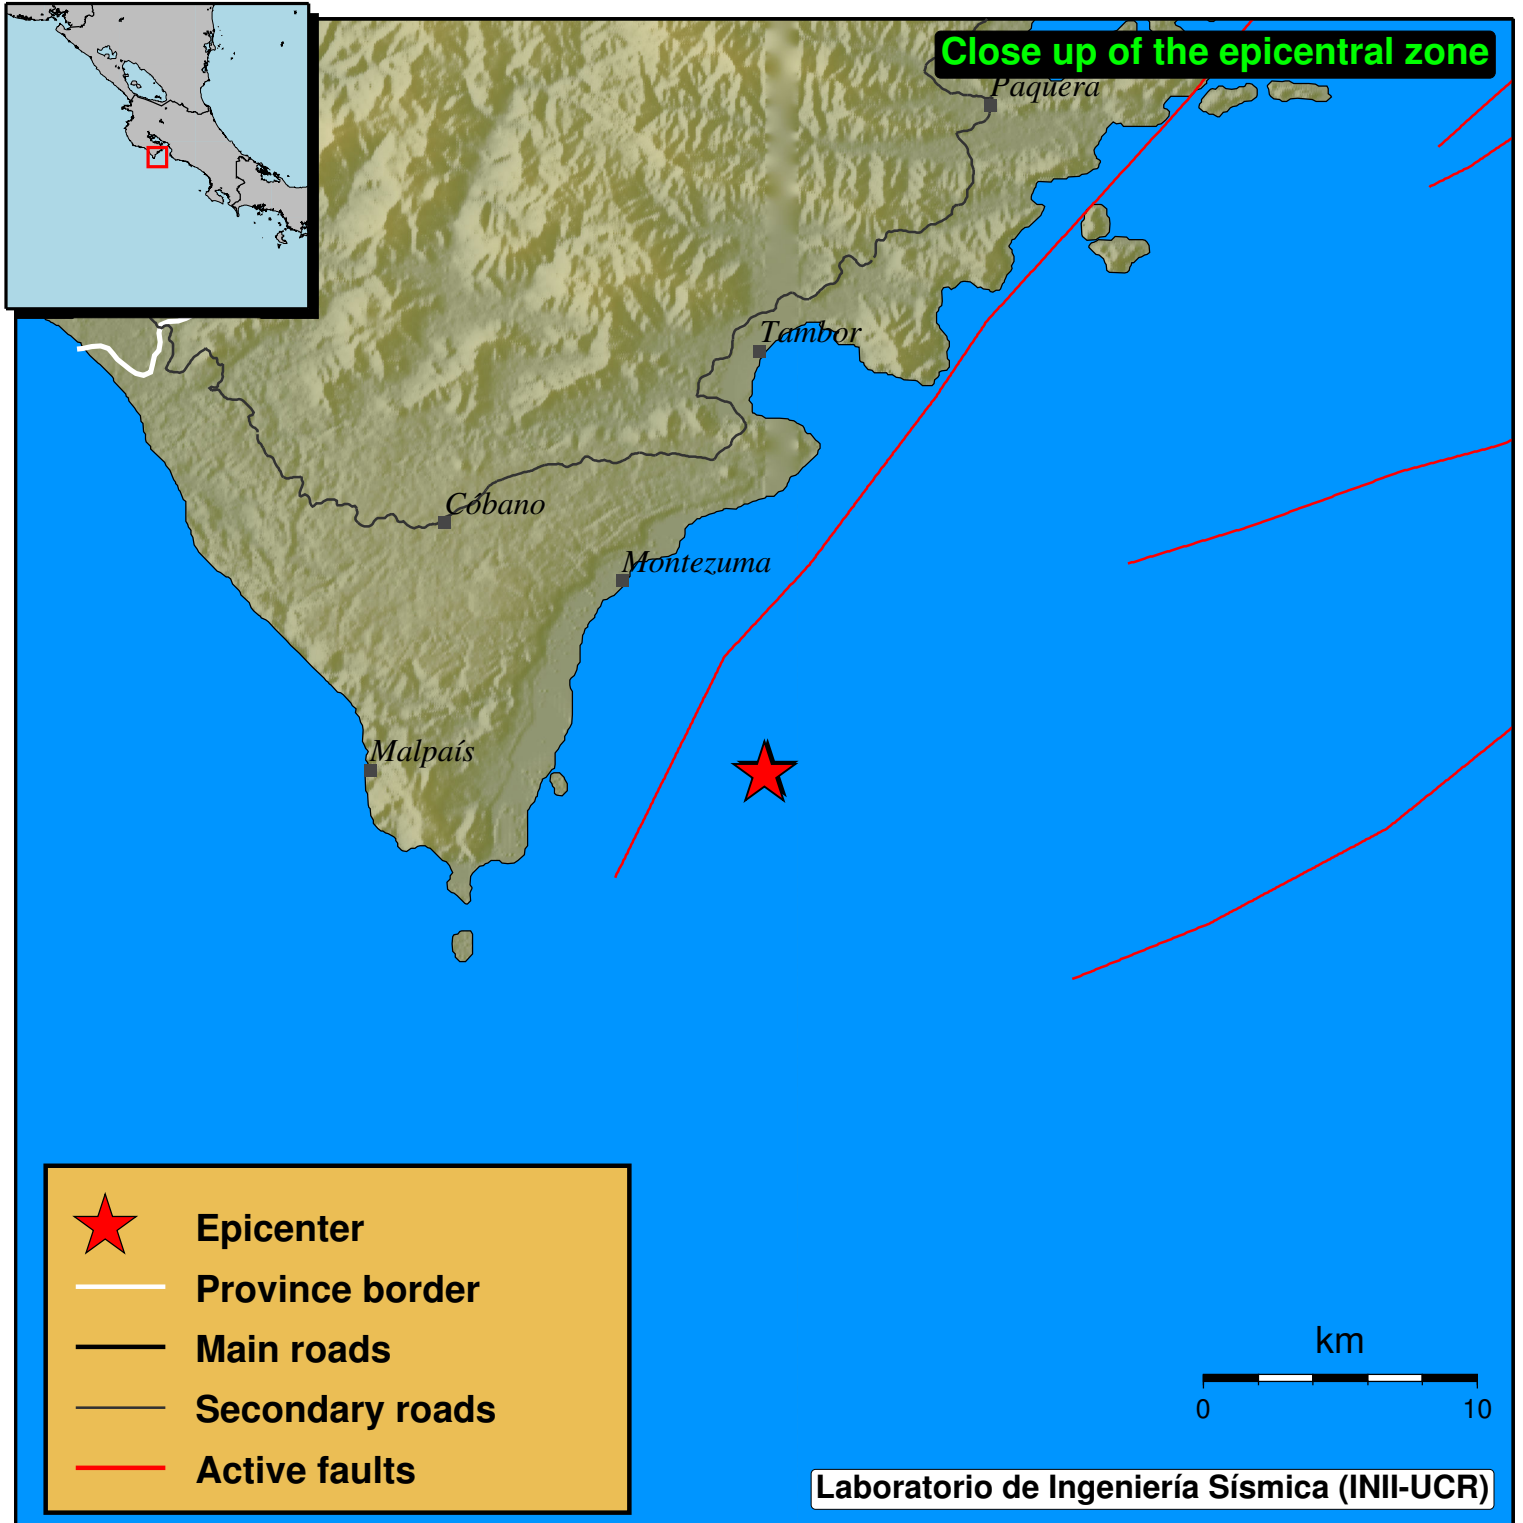 Close up of the epicentral zone
Paquera
Tambor
Cóbano
Montezuma
Malpaís
Epicenter
Province border
Main roads
Secondary roads
Active faults
km
0 10
Laboratorio de Ingeniería Sísmica (INII-UCR)